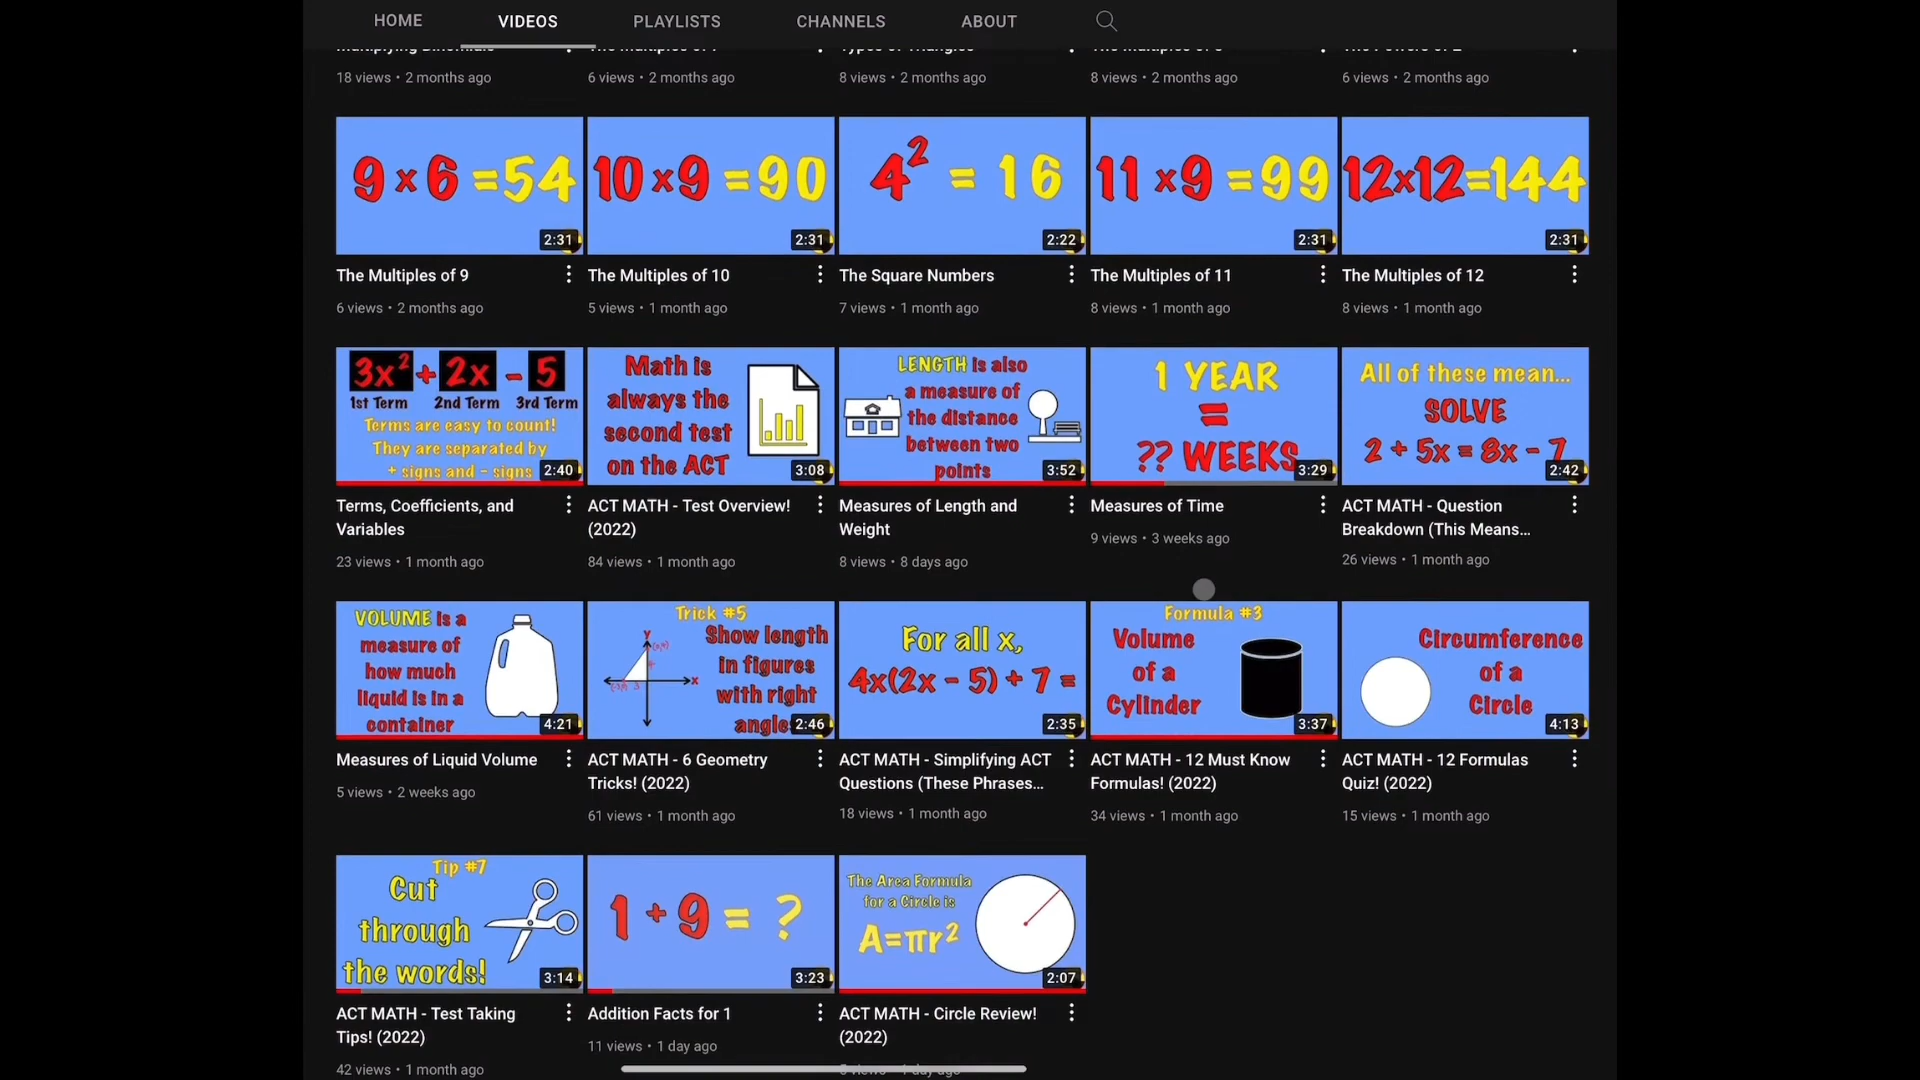 HOME VIDEOS PLAYLISTS CHANNELS ABOUT
18 views • 2 months ago
6 views • 2 months ago
8 views • 2 months ago
8 views • 2 months ago
6 views • 2 months ago
9 x 6 = 54
2:31
10 x 9 = 90
2:31
4² = 16
2:22
11 x 9 = 99
2:31
12x12=144
2:31
The Multiples of 9
6 views • 2 months ago
The Multiples of 10
5 views • 1 month ago
The Square Numbers
7 views • 1 month ago
The Multiples of 11
8 views • 1 month ago
The Multiples of 12
8 views • 1 month ago
3x² + 2x - 5
1st Term 2nd Term 3rd Term
Terms are easy to count!
They are separated by
+ signs and - signs
2:40
Math is
always the
second test
on the ACT
3:08
LENGTH is also
a measure of
the distance
between two
points
3:52
1 YEAR
=
?? WEEKS
3:29
All of these mean...
SOLVE
2 + 5x = 8x - 7
2:42
Terms, Coefficients, and
Variables
23 views • 1 month ago
ACT MATH - Test Overview!
(2022)
84 views • 1 month ago
Measures of Length and
Weight
8 views • 8 days ago
Measures of Time
9 views • 3 weeks ago
ACT MATH - Question
Breakdown (This Means...
26 views • 1 month ago
VOLUME is a
measure of
how much
liquid is in a
container
4:21
Trick #5
Show length
in figures
with right
angle
y
x
2:46
For all x,
4x(2x - 5) + 7 =
2:35
Formula #3
Volume
of a
Cylinder
3:37
Circumference
of a
Circle
4:13
Measures of Liquid Volume
5 views • 2 weeks ago
ACT MATH - 6 Geometry
Tricks! (2022)
61 views • 1 month ago
ACT MATH - Simplifying ACT
Questions (These Phrases...
18 views • 1 month ago
ACT MATH - 12 Must Know
Formulas! (2022)
34 views • 1 month ago
ACT MATH - 12 Formulas
Quiz! (2022)
15 views • 1 month ago
Tip #7
Cut
through
the words!
3:14
1 + 9 = ?
3:23
The Area Formula
for a Circle is
A=πr²
2:07
ACT MATH - Test Taking
Tips! (2022)
42 views • 1 month ago
Addition Facts for 1
11 views • 1 day ago
ACT MATH - Circle Review!
(2022)